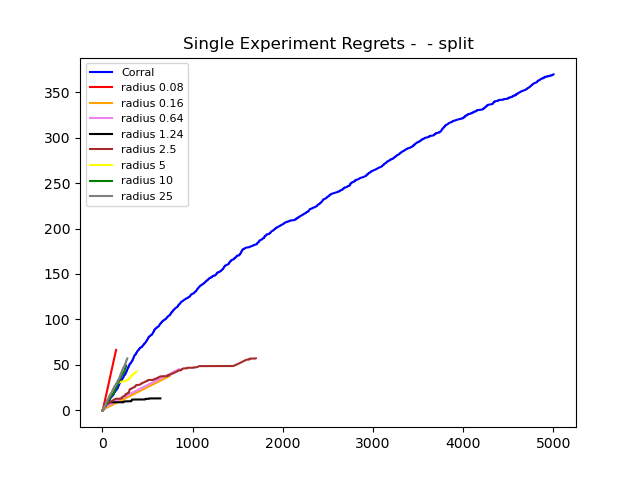 Single Experiment Regrets -  - split
Corral
radius 0.08
radius 0.16
radius 0.64
radius 1.24
radius 2.5
radius 5
radius 10
radius 25
350
300
250
200
150
100
50
0
0 1000 2000 3000 4000 5000